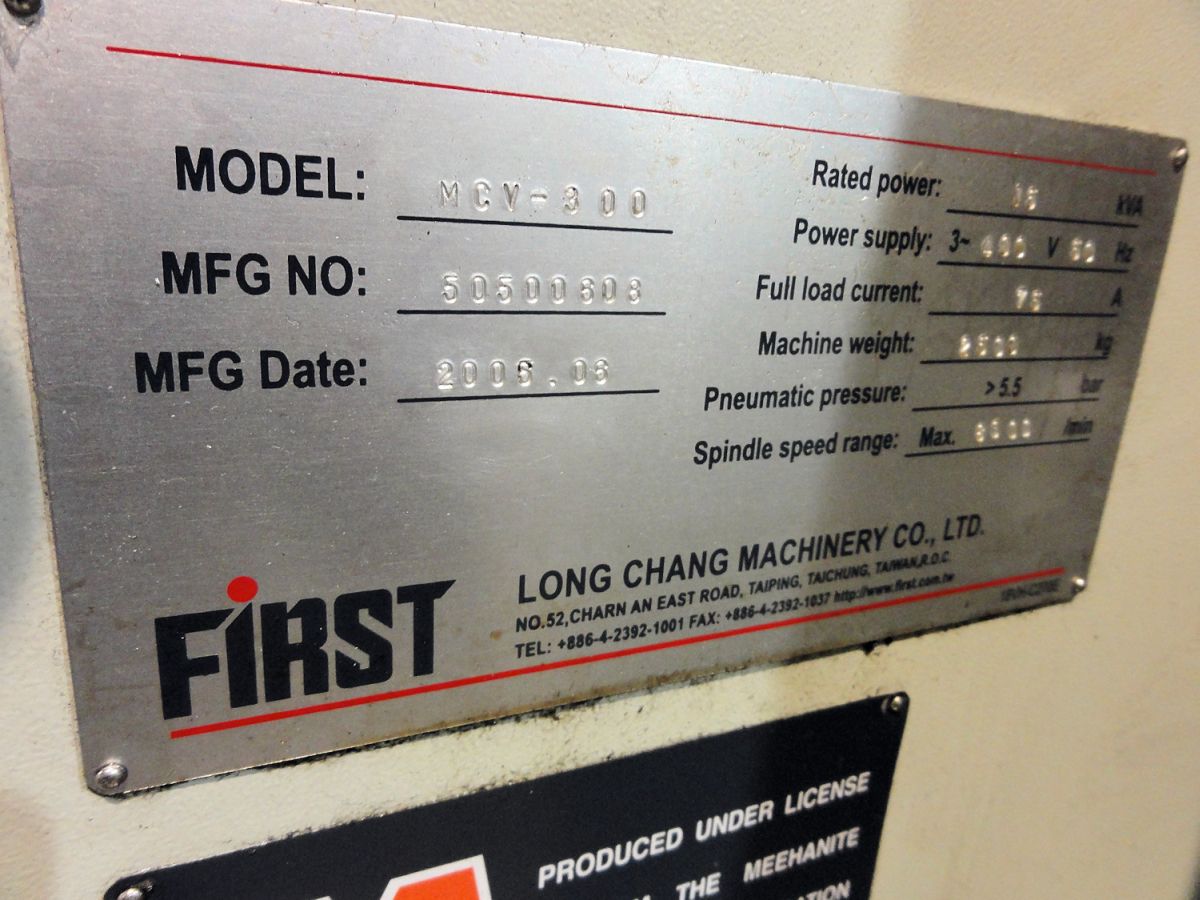 MODEL: MCV-300
MFG NO: 50500608
MFG Date: 2006.06
Rated power: kVA
Power supply: 3~ 400 V 60 Hz
Full load current: A
Machine weight: kg
Pneumatic pressure: >5.5 bar
Spindle speed range: Max. /min
FiRST
LONG CHANG MACHINERY CO., LTD.
NO.52,CHARN AN EAST ROAD, TAIPING, TAICHUNG, TAIWAN,R.O.C.
TEL: +886-4-2392-1001 FAX: +886-4-2392-1037 http://www.first.com.tw
PRODUCED UNDER LICENSE
THE MEEHANITE